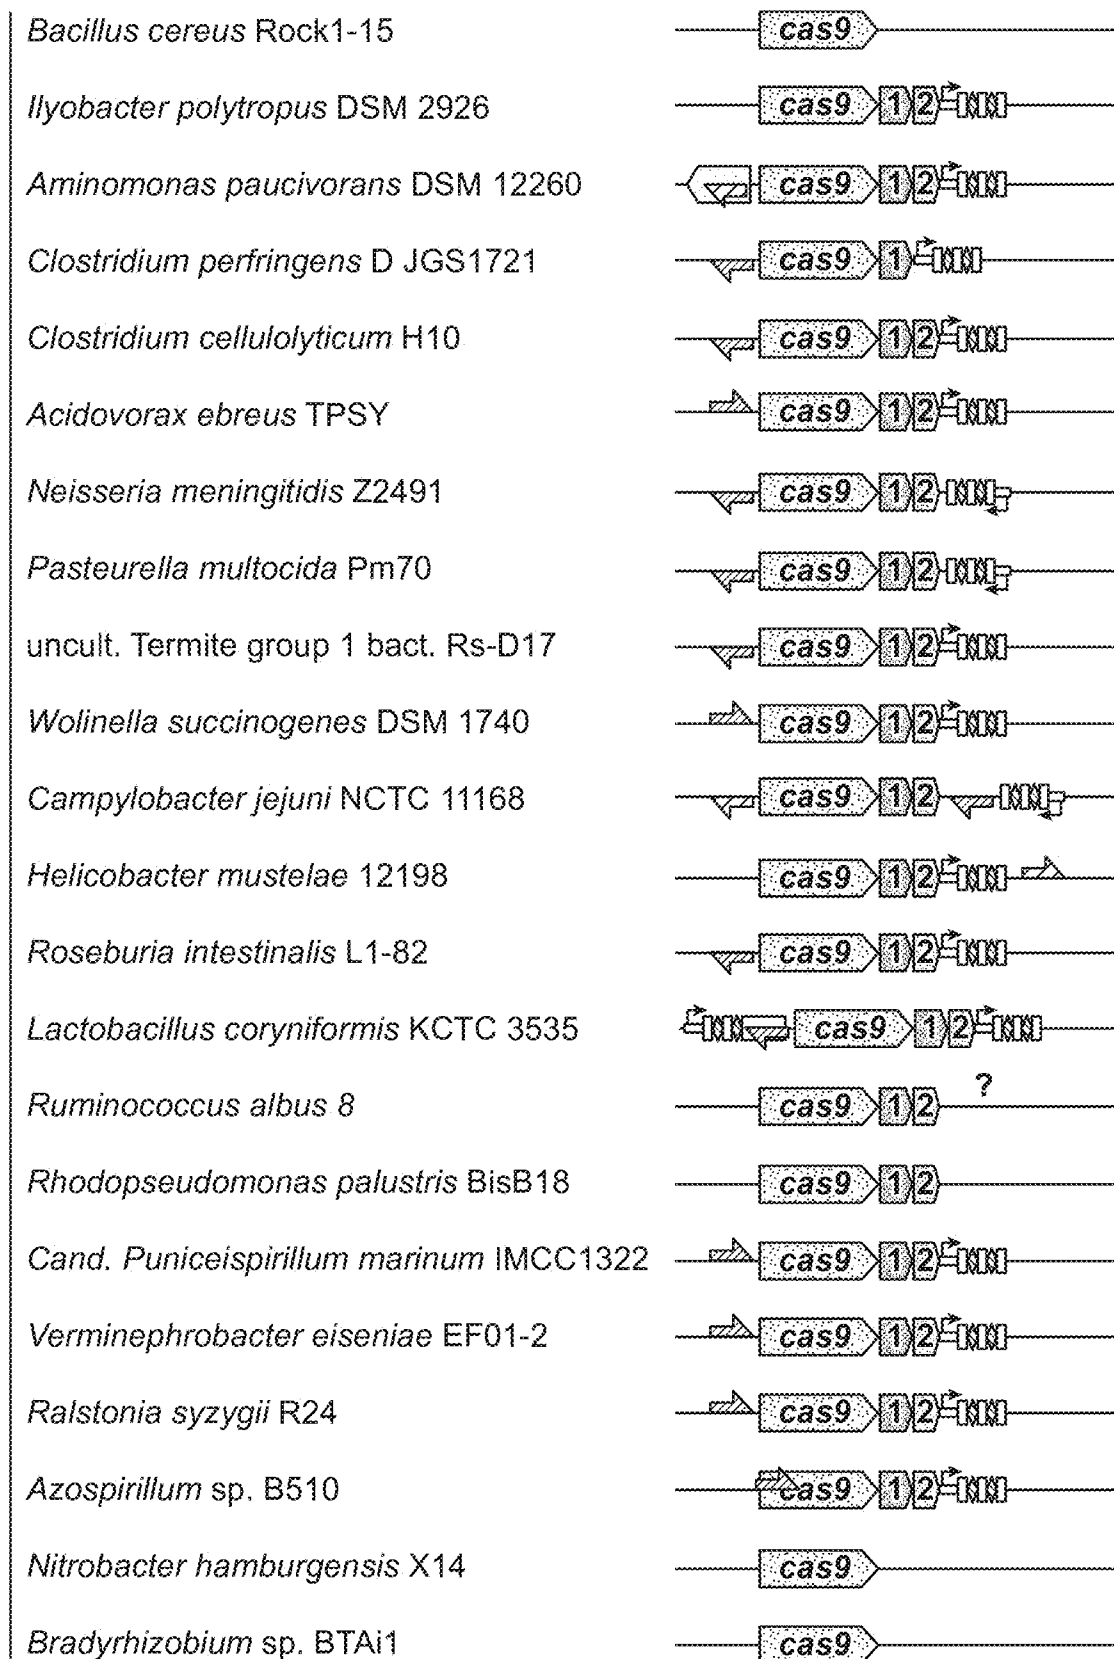 Bacillus cereus Rock1-15 cas9
Ilyobacter polytropus DSM 2926 cas9 1 2
Aminomonas paucivorans DSM 12260 cas9 1 2
Clostridium perfringens D JGS1721 cas9 1
Clostridium cellulolyticum H10 cas9 1 2
Acidovorax ebreus TPSY cas9 1 2
Neisseria meningitidis Z2491 cas9 1 2
Pasteurella multocida Pm70 cas9 1 2
uncult. Termite group 1 bact. Rs-D17 cas9 1 2
Wolinella succinogenes DSM 1740 cas9 1 2
Campylobacter jejuni NCTC 11168 cas9 1 2
Helicobacter mustelae 12198 cas9 1 2
Roseburia intestinalis L1-82 cas9 1 2
Lactobacillus coryniformis KCTC 3535 cas9 1 2
Ruminococcus albus 8 cas9 1 2 ?
Rhodopseudomonas palustris BisB18 cas9 1 2
Cand. Puniceispirillum marinum IMCC1322 cas9 1 2
Verminephrobacter eiseniae EF01-2 cas9 1 2
Ralstonia syzygii R24 cas9 1 2
Azospirillum sp. B510 cas9 1 2
Nitrobacter hamburgensis X14 cas9
Bradyrhizobium sp. BTAi1 cas9